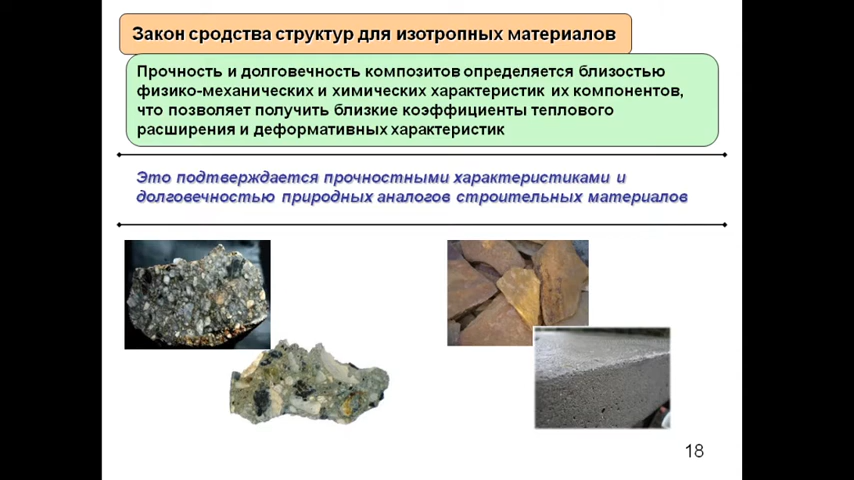 Закон сродства структур для изотропных материалов
Прочность и долговечность композитов определяется близостью
физико-механических и химических характеристик их компонентов,
что позволяет получить близкие коэффициенты теплового
расширения и деформативных характеристик
Это подтверждается прочностными характеристиками и
долговечностью природных аналогов строительных материалов
18